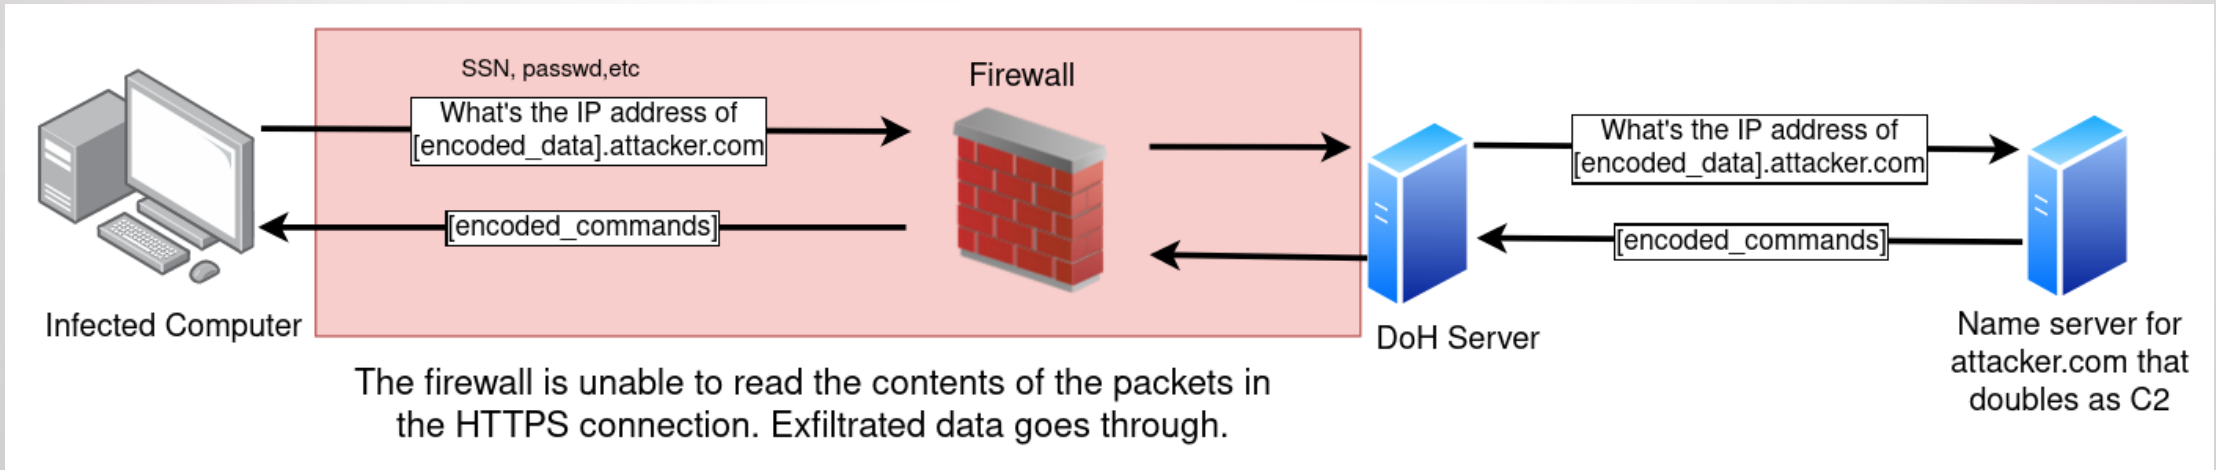 SSN, passwd,etc
What's the IP address of
[encoded_data].attacker.com
Firewall
What's the IP address of
[encoded_data].attacker.com
[encoded_commands]
[encoded_commands]
Infected Computer
DoH Server
Name server for
attacker.com that
doubles as C2
The firewall is unable to read the contents of the packets in
the HTTPS connection. Exfiltrated data goes through.